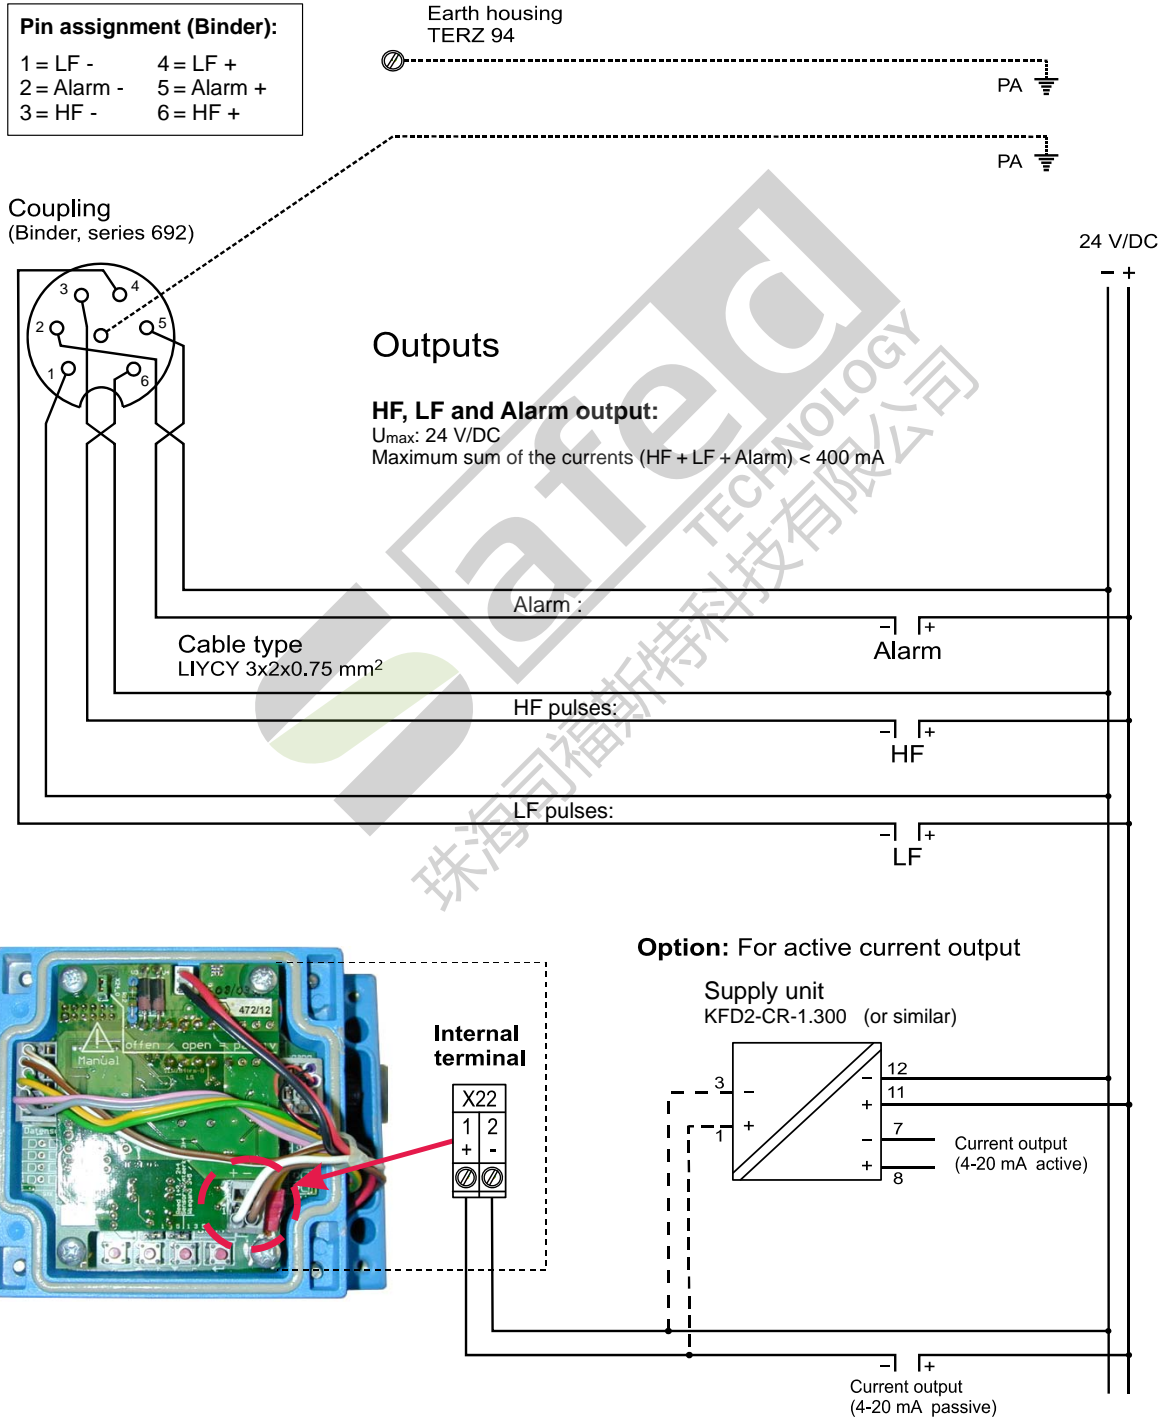 Pin assignment (Binder):
1 = LF - 4 = LF +
2 = Alarm - 5 = Alarm +
3 = HF - 6 = HF +
Earth housing
TERZ 94
PA
PA
Coupling
(Binder, series 692)
24 V/DC
- +
3 4
2 5
1 6
Outputs
HF, LF and Alarm output:
Umax: 24 V/DC
Maximum sum of the currents (HF + LF + Alarm) < 400 mA
Safed
TECHNOLOGY
珠海司福斯特科技有限公司
Alarm :
- +
Alarm
Cable type
LIYCY 3x2x0.75 mm²
HF pulses:
- +
HF
LF pulses:
- +
LF
Option: For active current output
Supply unit
KFD2-CR-1.300 (or similar)
3 - - 12
+ 11
1 + - 7
+ 8
Current output
(4-20 mA active)
Internal
terminal
X22
1 2
+ -
472/12
offen / open =
Manual
- +
Current output
(4-20 mA passive)